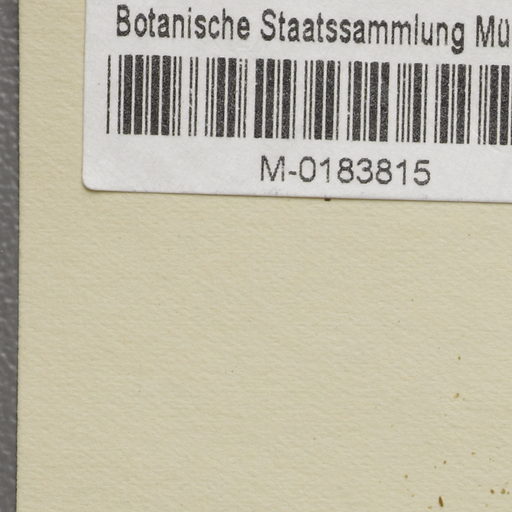 Botanische Staatssammlung Mü
M-0183815